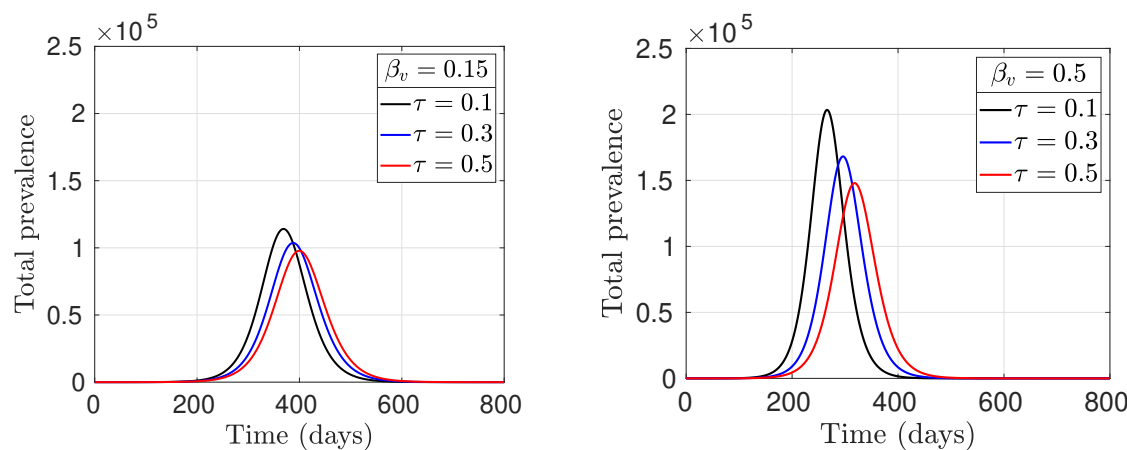 ×10^5
2.5
2
1.5
1
0.5
0
Total prevalence
0 200 400 600 800
Time (days)
β_v = 0.15
τ = 0.1
τ = 0.3
τ = 0.5
×10^5
2.5
2
1.5
1
0.5
0
Total prevalence
0 200 400 600 800
Time (days)
β_v = 0.5
τ = 0.1
τ = 0.3
τ = 0.5